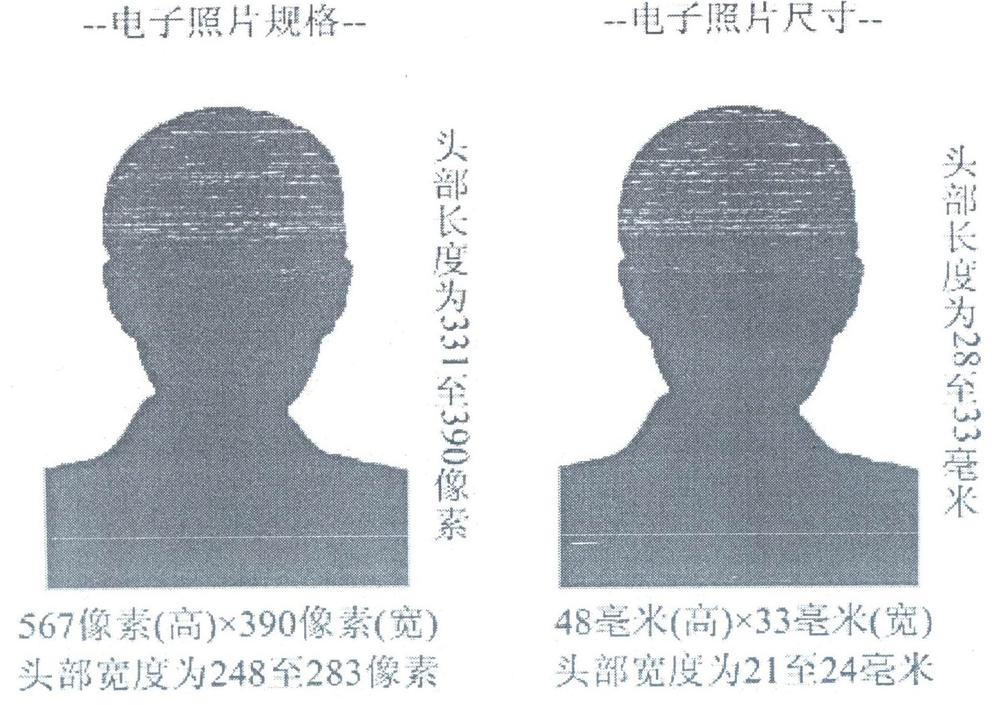 --电子照片规格--
头部长度为331至390像素
567像素(高)×390像素(宽)
头部宽度为248至283像素
--电子照片尺寸--
头部长度为28至33毫米
48毫米(高)×33毫米(宽)
头部宽度为21至24毫米